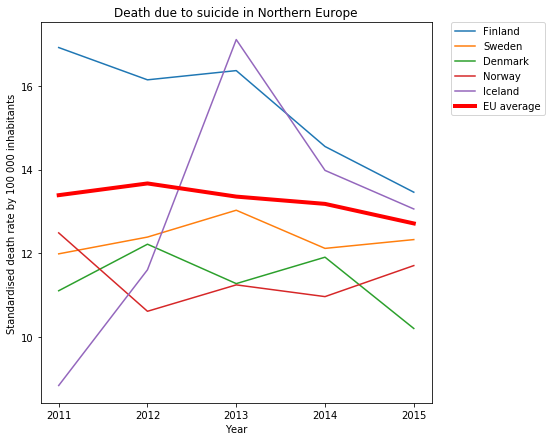 Death due to suicide in Northern Europe
Finland
Sweden
Denmark
Norway
Iceland
EU average
Standardised death rate by 100 000 inhabitants
16
14
12
10
2011 2012 2013 2014 2015
Year